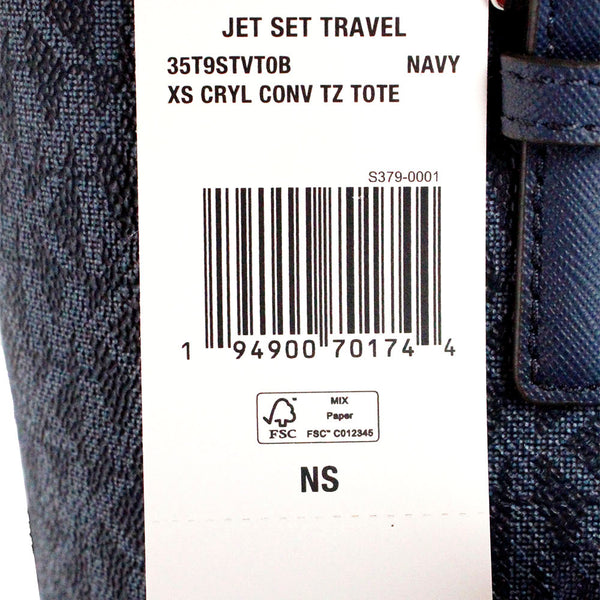 JET SET TRAVEL
35T9STVT0B NAVY
XS CRYL CONV TZ TOTE
S379-0001
1 94900 70174 4
MIX
Paper
FSC FSC™ C012345
NS